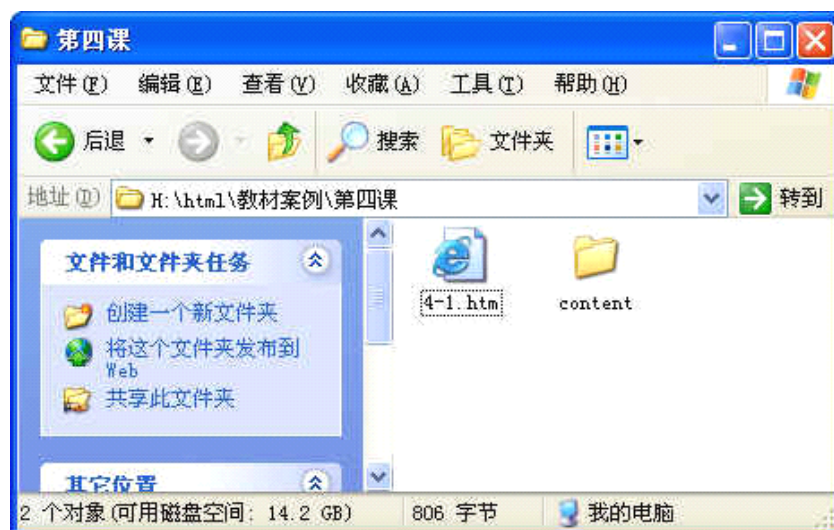 第四课
文件(F) 编辑(E) 查看(V) 收藏(A) 工具(T) 帮助(H)
后退 搜索 文件夹
地址(D) H:\html\教材案例\第四课 转到
文件和文件夹任务
创建一个新文件夹
将这个文件夹发布到
Web
共享此文件夹
其它位置
4-1.htm content
2 个对象(可用磁盘空间: 14.2 GB) 806 字节 我的电脑